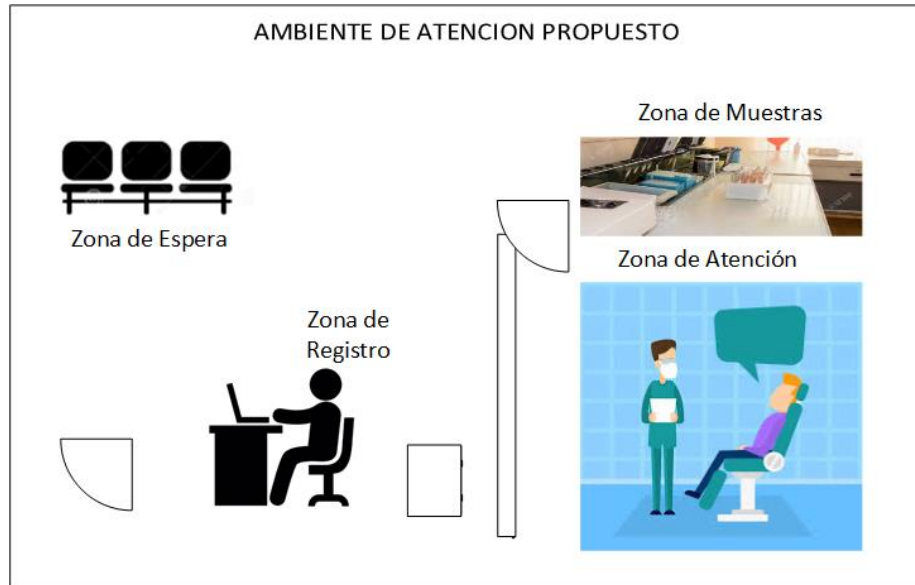 AMBIENTE DE ATENCION PROPUESTO
Zona de Muestras
Zona de Espera
Zona de Atención
Zona de
Registro